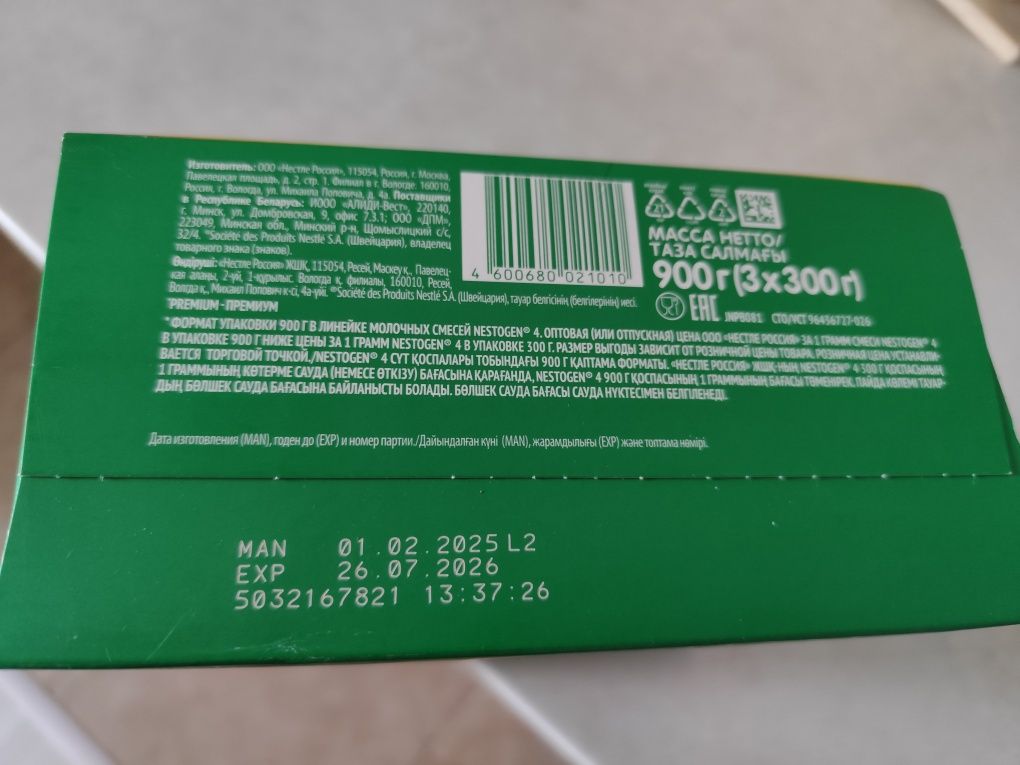 Изготовитель: ООО «Нестле Россия», 115054, Россия, г. Москва,
Павелецкая площадь, д. 2, стр. 1. Филиал в г. Вологде: 160010,
Россия, г. Вологда, ул. Михаила Поповича, д. 4а. Поставщики
в Республике Беларусь: ИООО «АЛИДИ-Вест», 220140,
г. Минск, ул. Домбровская, 9, офис 7.3.1; ООО «ДПМ»,
223049, Минская обл., Минский р-н, Щомыслицкий с/с,
32/4. ®Société des Produits Nestlé S.A. (Швейцария), владелец
товарного знака (знаков).
Өндіруші: «Нестле Россия» ЖШҚ, 115054, Ресей, Мәскеу қ., Павелец-
кая алаңы, 2-үй, 1-құрылыс. Вологда қ. филиалы, 160010, Ресей,
Вологда қ., Михаил Попович к-сі, 4а-үйі. ®Société des Produits Nestlé S.A. (Швейцария), тауар белгісінің (белгілерінің) иесі.
*PREMIUM - ПРЕМИУМ
4 600680 021010
МАССА НЕТТО/
ТАЗА САЛМАҒЫ
900 г (3 x 300 г)
EAC JNPB081 СТО/VCT 96456727-026
* ФОРМАТ УПАКОВКИ 900 Г В ЛИНЕЙКЕ МОЛОЧНЫХ СМЕСЕЙ NESTOGEN® 4. ОПТОВАЯ (ИЛИ ОТПУСКНАЯ) ЦЕНА ООО «НЕСТЛЕ РОССИЯ» ЗА 1 ГРАММ СМЕСИ NESTOGEN® 4
В УПАКОВКЕ 900 Г НИЖЕ ЦЕНЫ ЗА 1 ГРАММ NESTOGEN® 4 В УПАКОВКЕ 300 Г. РАЗМЕР ВЫГОДЫ ЗАВИСИТ ОТ РОЗНИЧНОЙ ЦЕНЫ ТОВАРА. РОЗНИЧНАЯ ЦЕНА УСТАНАВЛИ-
ВАЕТСЯ ТОРГОВОЙ ТОЧКОЙ./NESTOGEN® 4 СҮТ ҚОСПАЛАРЫ ТОБЫНДАҒЫ 900 Г ҚАПТАМА ФОРМАТЫ. «НЕСТЛЕ РОССИЯ» ЖШҚ-НЫҢ NESTOGEN® 4 300 Г ҚОСПАСЫНЫҢ
1 ГРАММЫНЫҢ КӨТЕРМЕ САУДА (НЕМЕСЕ ӨТКІЗУ) БАҒАСЫНА ҚАРАҒАНДА, NESTOGEN® 4 900 Г ҚОСПАСЫНЫҢ 1 ГРАММЫНЫҢ БАҒАСЫ ТӨМЕНІРЕК. ПАЙДА КӨЛЕМІ ТАУАР-
ДЫҢ БӨЛШЕК САУДА БАҒАСЫНА БАЙЛАНЫСТЫ БОЛАДЫ. БӨЛШЕК САУДА БАҒАСЫ САУДА НҮКТЕСІМЕН БЕЛГІЛЕНЕДІ.
Дата изготовления (MAN), годен до (EXP) и номер партии./Дайындалған күні (MAN), жарамдылығы (EXP) және топтама нөмірі.
MAN 01.02.2025 L2
EXP 26.07.2026
5032167821 13:37:26